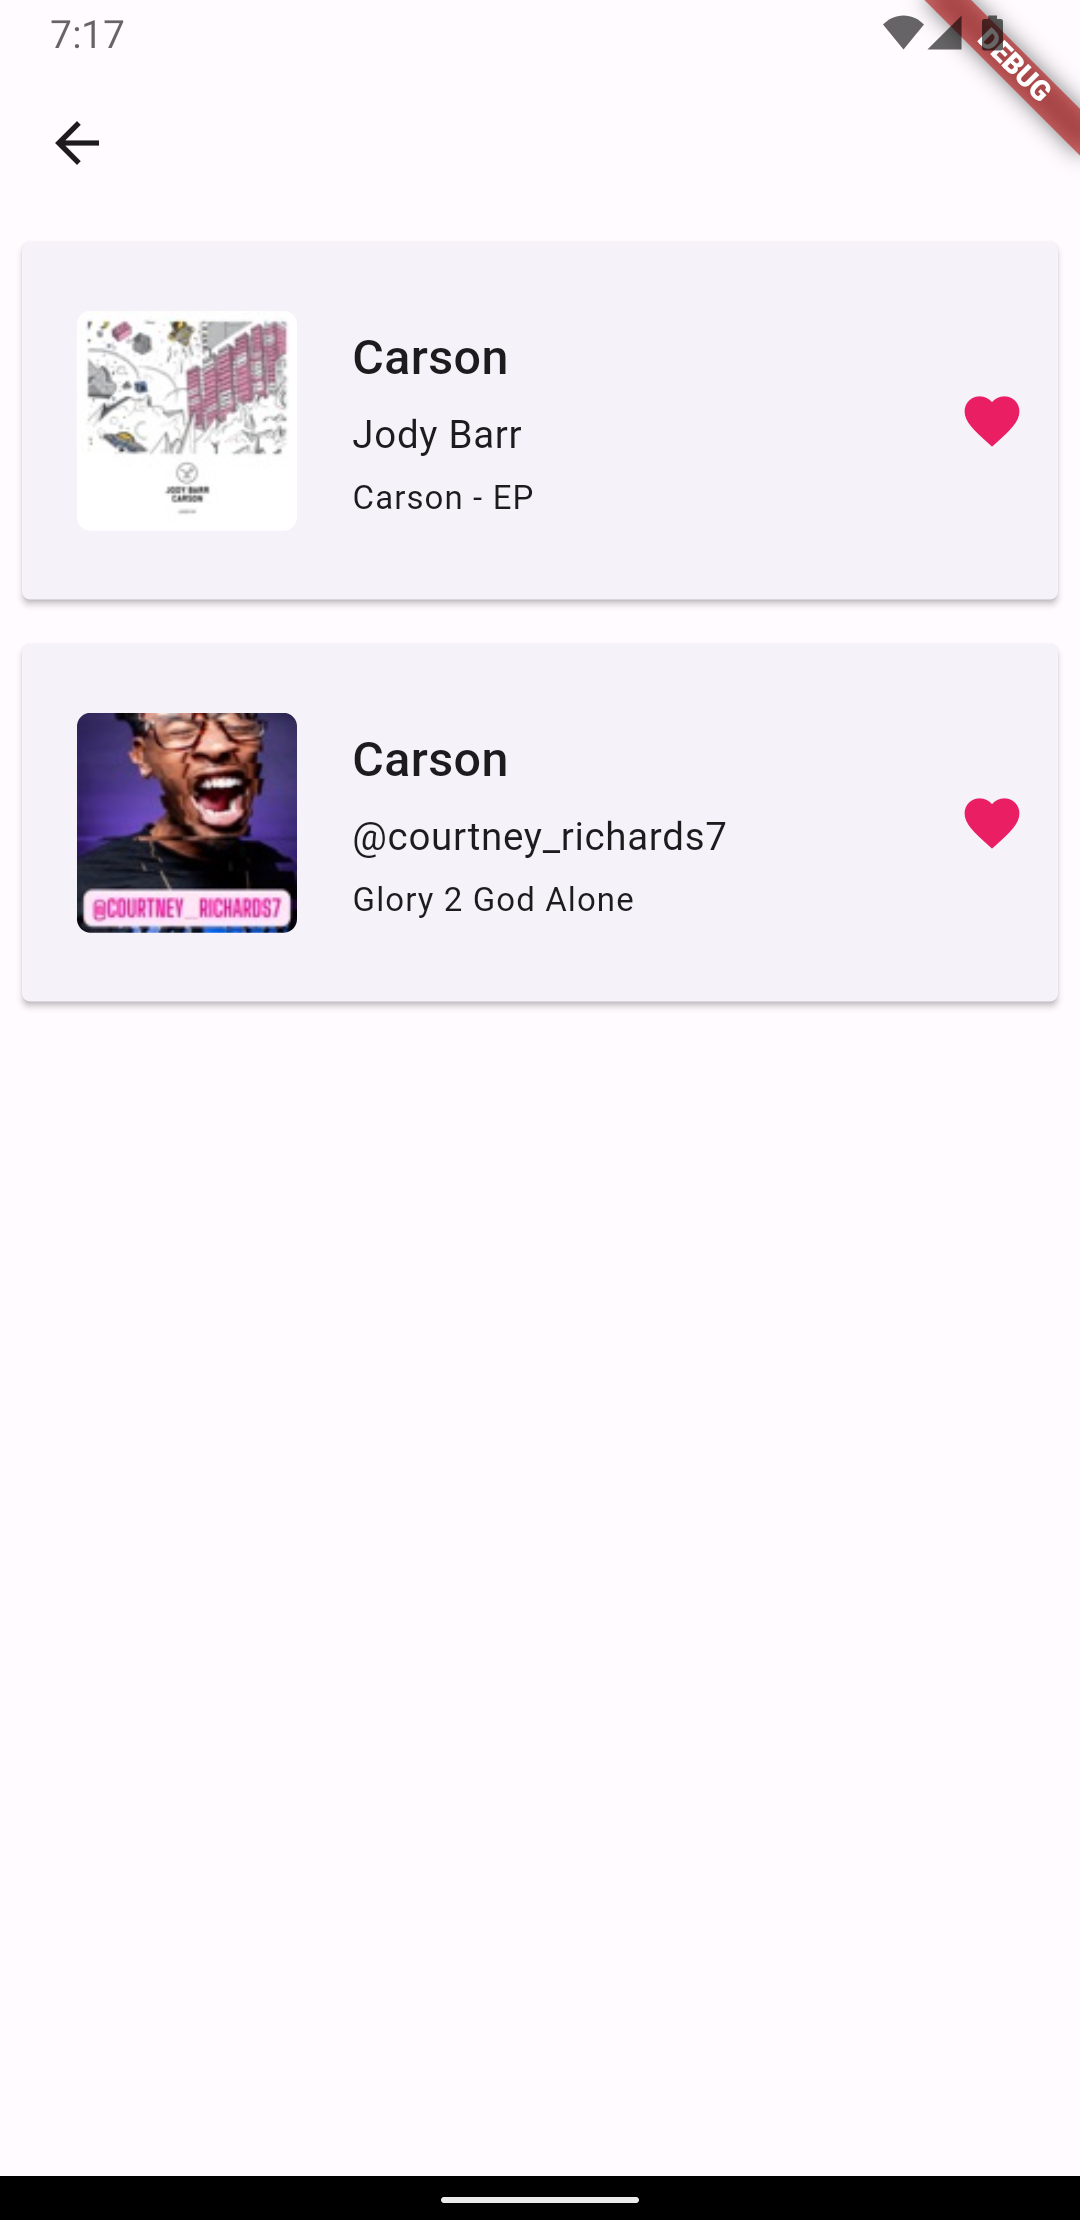 7:17
DEBUG
Carson
Jody Barr
Carson - EP
JODY BARR
CARSON
Carson
@courtney_richards7
Glory 2 God Alone
@COURTNEY_RICHARDS7